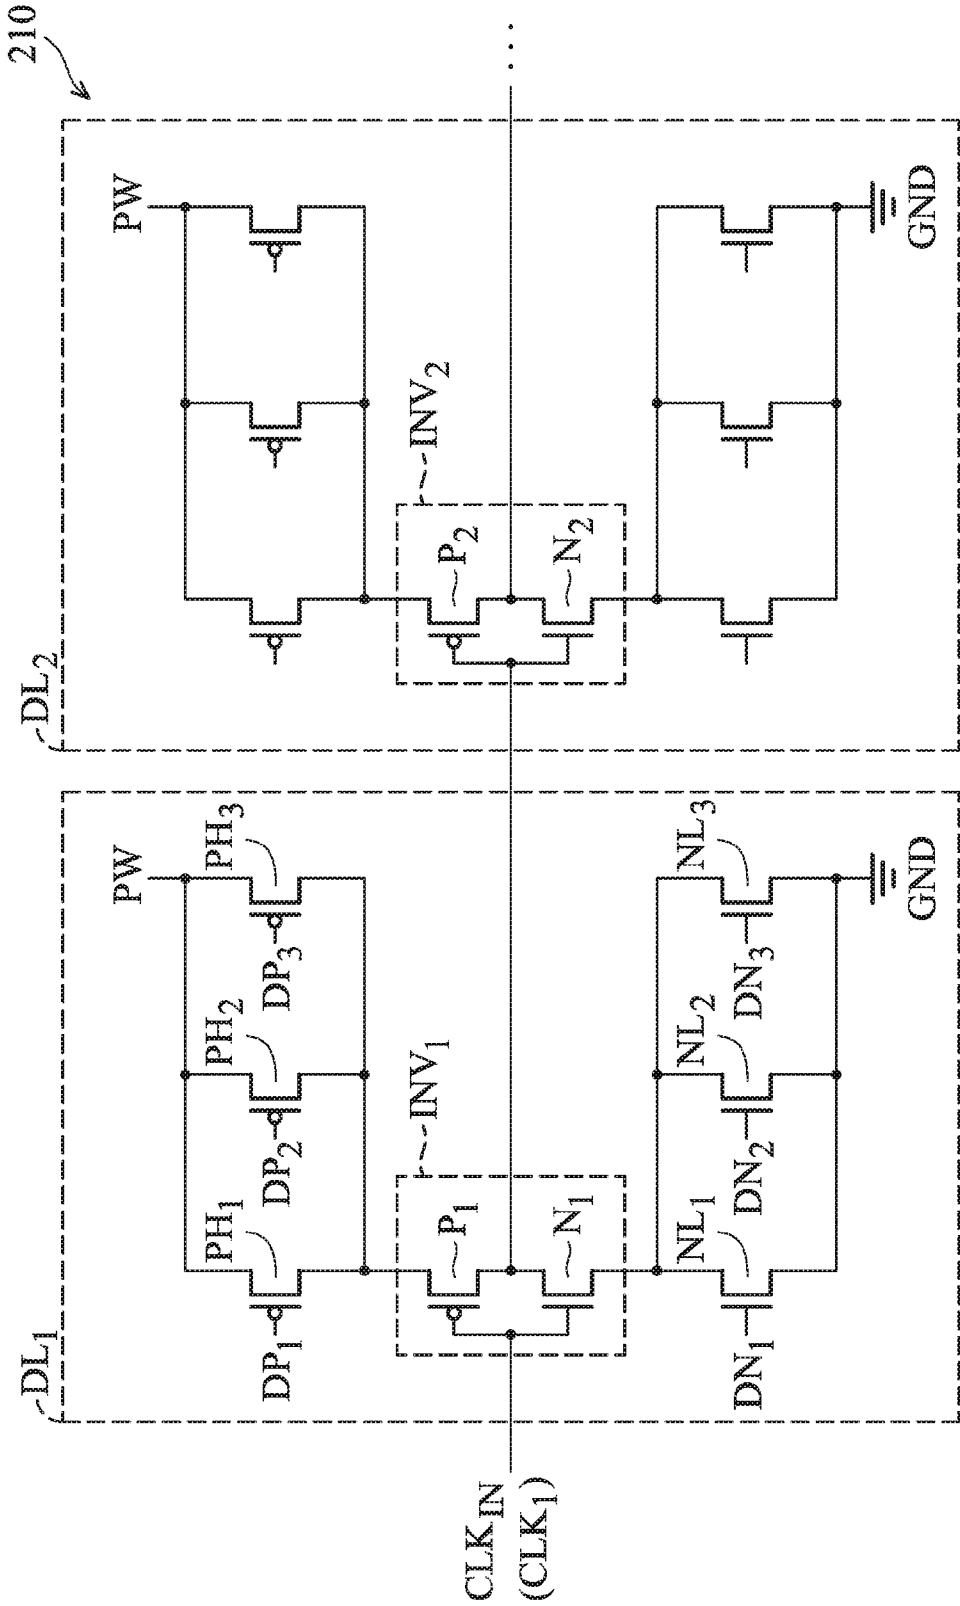 210
DL₁
DL₂
PW
PW
PH₁
PH₂
PH₃
DP₁
DP₂
DP₃
INV₁
INV₂
P₁
P₂
CLK_IN
(CLK₁)
N₁
N₂
NL₁
NL₂
NL₃
DN₁
DN₂
DN₃
GND
GND